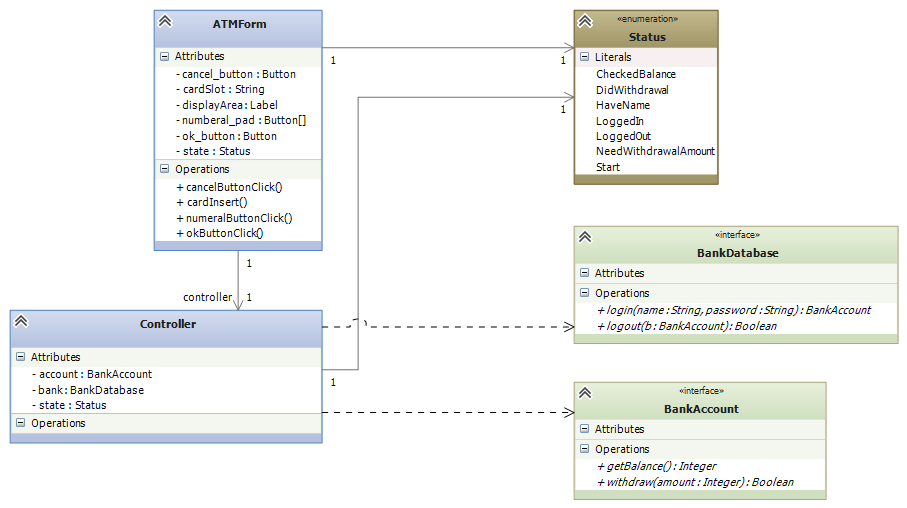 ATMForm
Attributes
- cancel_button : Button
- cardSlot : String
- displayArea : Label
- numberal_pad : Button[]
- ok_button : Button
- state : Status
Operations
+ cancelButtonClick()
+ cardInsert()
+ numeralButtonClick()
+ okButtonClick()
1
1
1
«enumeration»
Status
Literals
CheckedBalance
DidWithdrawal
HaveName
LoggedIn
LoggedOut
NeedWithdrawalAmount
Start
1
controller
1
Controller
Attributes
- account : BankAccount
- bank : BankDatabase
- state : Status
Operations
1
«interface»
BankDatabase
Attributes
Operations
+ login(name : String, password : String) : BankAccount
+ logout(b : BankAccount) : Boolean
«interface»
BankAccount
Attributes
Operations
+ getBalance() : Integer
+ withdraw(amount : Integer) : Boolean